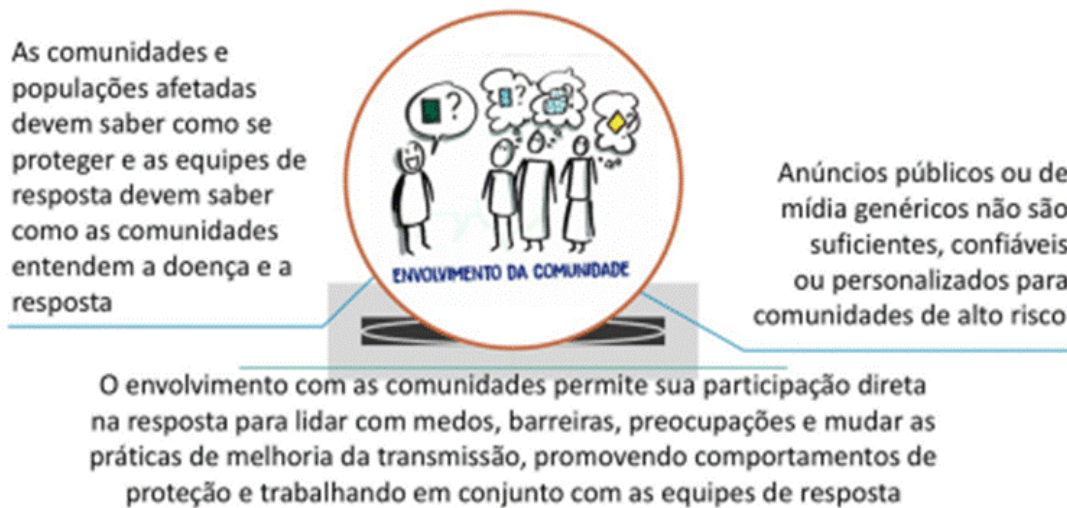 As comunidades e
populações afetadas
devem saber como se
proteger e as equipes de
resposta devem saber
como as comunidades
entendem a doença e a
resposta
?
?
?
?
ENVOLVIMENTO DA COMUNIDADE
Anúncios públicos ou de
mídia genéricos não são
suficientes, confiáveis
ou personalizados para
comunidades de alto risco
O envolvimento com as comunidades permite sua participação direta
na resposta para lidar com medos, barreiras, preocupações e mudar as
práticas de melhoria da transmissão, promovendo comportamentos de
proteção e trabalhando em conjunto com as equipes de resposta